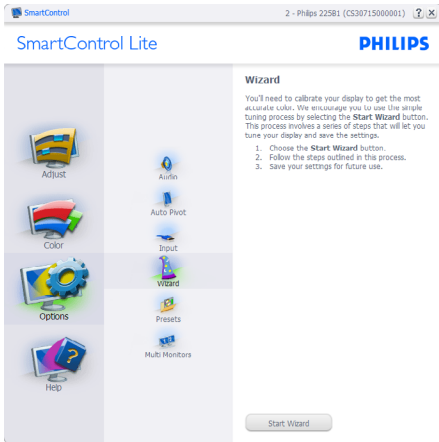 SmartControl
2 - Philips 225B1 (CS30715000001)
SmartControl Lite
PHILIPS
Adjust
Color
Options
Help
Audio
Auto Pivot
Input
Wizard
Presets
Multi Monitors
Wizard
You'll need to calibrate your display to get the most
accurate color. We encourage you to use the simple
tuning process by selecting the Start Wizard button.
This process involves a series of steps that will let you
tune your display and save the settings.
1. Choose the Start Wizard button.
2. Follow the steps outlined in this process.
3. Save your settings for future use.
Start Wizard